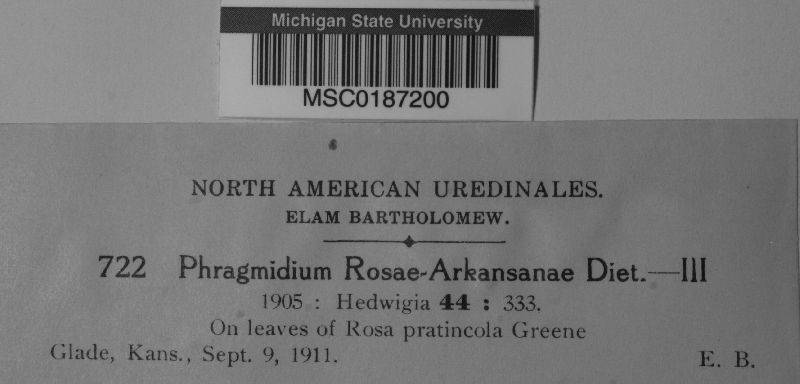 Michigan State University
MSC0187200
NORTH AMERICAN UREDINALES.
ELAM BARTHOLOMEW.
722 Phragmidium Rosae-Arkansanae Diet.—III
1905 : Hedwigia 44 : 333.
On leaves of Rosa pratincola Greene
Glade, Kans., Sept. 9, 1911. E. B.